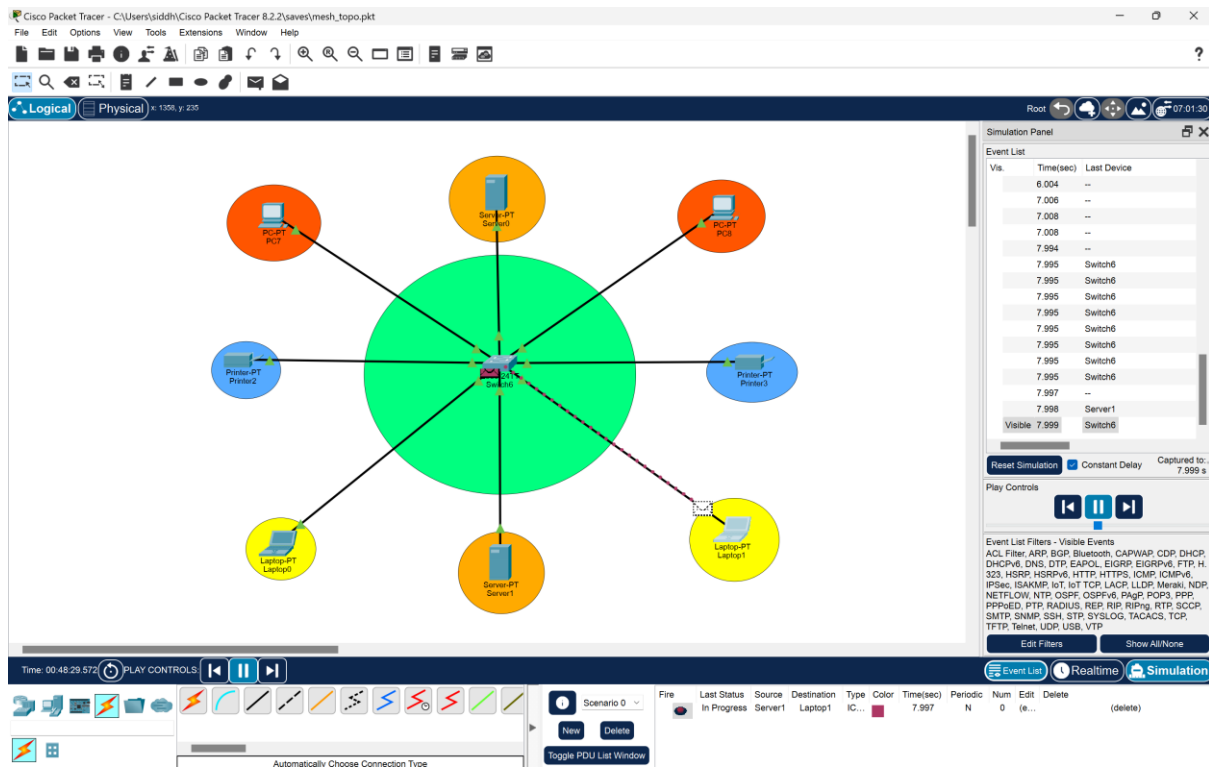 Cisco Packet Tracer - C:\Users\siddh\Cisco Packet Tracer 8.2.2\saves\mesh_topo.pkt
File Edit Options View Tools Extensions Window Help
?
Logical Physical x: 1358, y: 235
Root 07:01:30
PC-PT
PC7
Server-PT
Server0
PC-PT
PC8
Printer-PT
Printer2
Switch6
Printer-PT
Printer3
Laptop-PT
Laptop0
Server-PT
Server1
Laptop-PT
Laptop1
Simulation Panel
Event List
Vis. Time(sec) Last Device
6.004 --
7.006 --
7.008 --
7.008 --
7.994 --
7.995 Switch6
7.995 Switch6
7.995 Switch6
7.995 Switch6
7.995 Switch6
7.995 Switch6
7.995 Switch6
7.995 Switch6
7.997 --
7.998 Server1
Visible 7.999 Switch6
Reset Simulation Constant Delay Captured to:.
7.999 s
Play Controls
Event List Filters - Visible Events
ACL Filter, ARP, BGP, Bluetooth, CAPWAP, CDP, DHCP,
DHCPv6, DNS, DTP, EAPOL, EIGRP, EIGRPv6, FTP, H.
323, HSRP, HSRPv6, HTTP, HTTPS, ICMP, ICMPv6,
IPSec, ISAKMP, IoT, IoT TCP, LACP, LLDP, Meraki, NDP,
NETFLOW, NTP, OSPF, OSPFv6, PAgP, POP3, PPP,
PPPoED, PTP, RADIUS, REP, RIP, RIPng, RTP, SCCP,
SMTP, SNMP, SSH, STP, SYSLOG, TACACS, TCP,
TFTP, Telnet, UDP, USB, VTP
Edit Filters Show All/None
Time: 00:48:29.572 PLAY CONTROLS:
Event List Realtime Simulation
Scenario 0
New Delete
Toggle PDU List Window
Fire Last Status Source Destination Type Color Time(sec) Periodic Num Edit Delete
In Progress Server1 Laptop1 IC... 7.997 N 0 (e... (delete)
Automatically Choose Connection Type